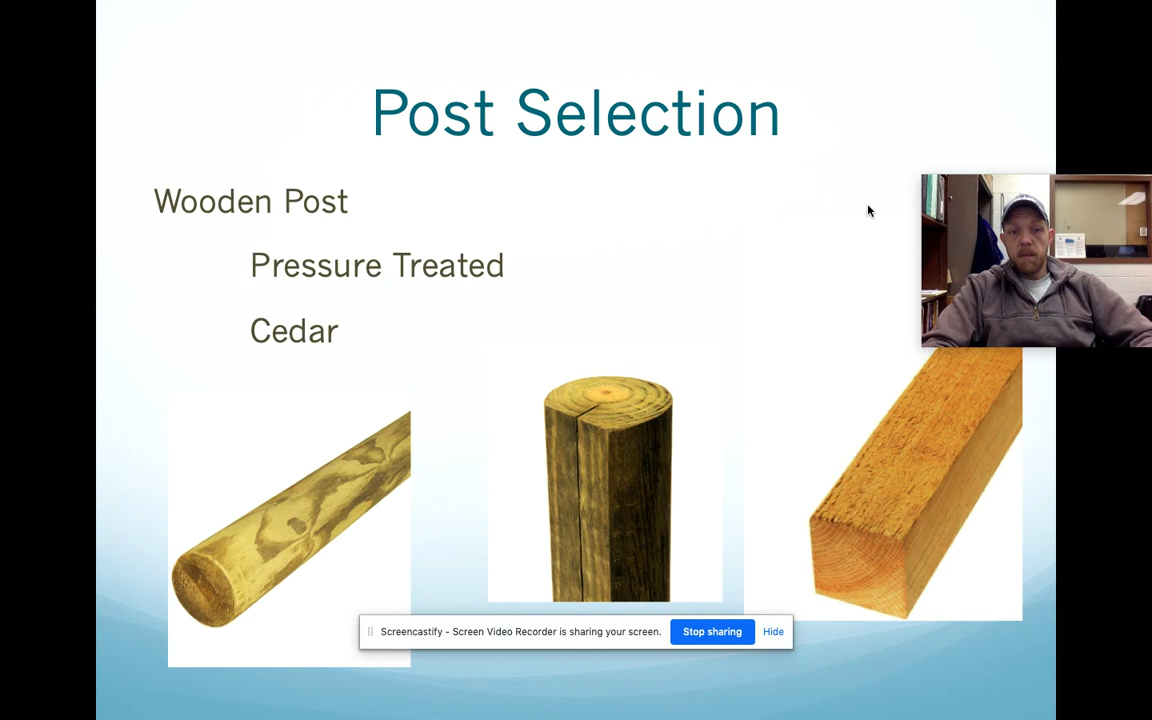 Post Selection
Wooden Post
Pressure Treated
Cedar
Screencastify - Screen Video Recorder is sharing your screen.
Stop sharing
Hide